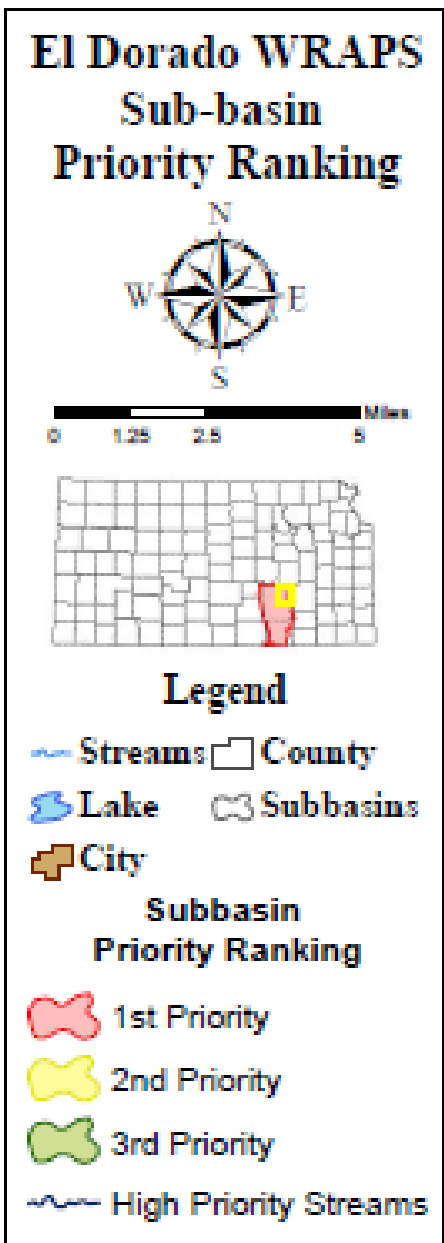 El Dorado WRAPS
Sub-basin
Priority Ranking
N
W E
S
Miles
0 1.25 2.5 5
Legend
Streams County
Lake Subbasins
City
Subbasin
Priority Ranking
1st Priority
2nd Priority
3rd Priority
High Priority Streams